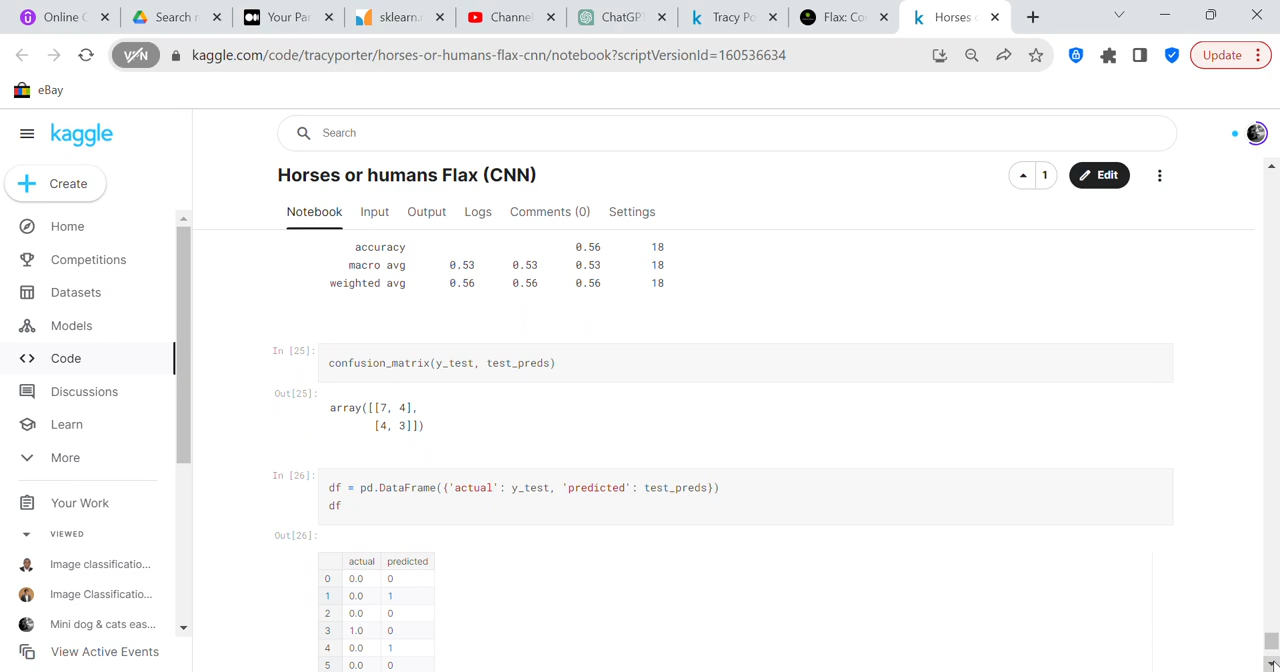 Online C
Search r
Your Par
sklearn.
Channel
ChatGP
Tracy Po
Flax: Co
Horses o
VPN
kaggle.com/code/tracyporter/horses-or-humans-flax-cnn/notebook?scriptVersionId=160536634
Update
eBay
kaggle
Search
Create
Horses or humans Flax (CNN)
1
Edit
Notebook Input Output Logs Comments (0) Settings
Home
Competitions
Datasets
Models
Code
Discussions
Learn
More
Your Work
VIEWED
Image classificatio...
Image Classificatio...
Mini dog & cats eas...
View Active Events
accuracy 0.56 18
macro avg 0.53 0.53 0.53 18
weighted avg 0.56 0.56 0.56 18
In [25]:
confusion_matrix(y_test, test_preds)
Out[25]:
array([[7, 4],
[4, 3]])
In [26]:
df = pd.DataFrame({'actual': y_test, 'predicted': test_preds})
df
Out[26]:
actual predicted
0 0.0 0
1 0.0 1
2 0.0 0
3 1.0 0
4 0.0 1
5 0.0 0